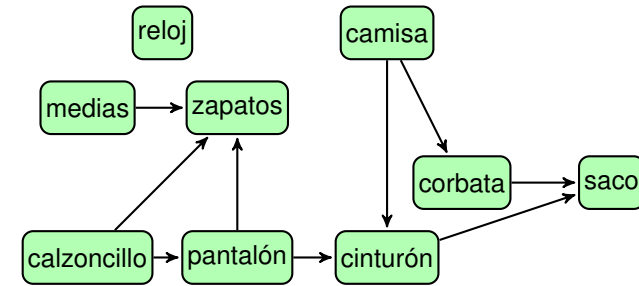 reloj
camisa
medias
zapatos
corbata
saco
calzoncillo
pantalón
cinturón